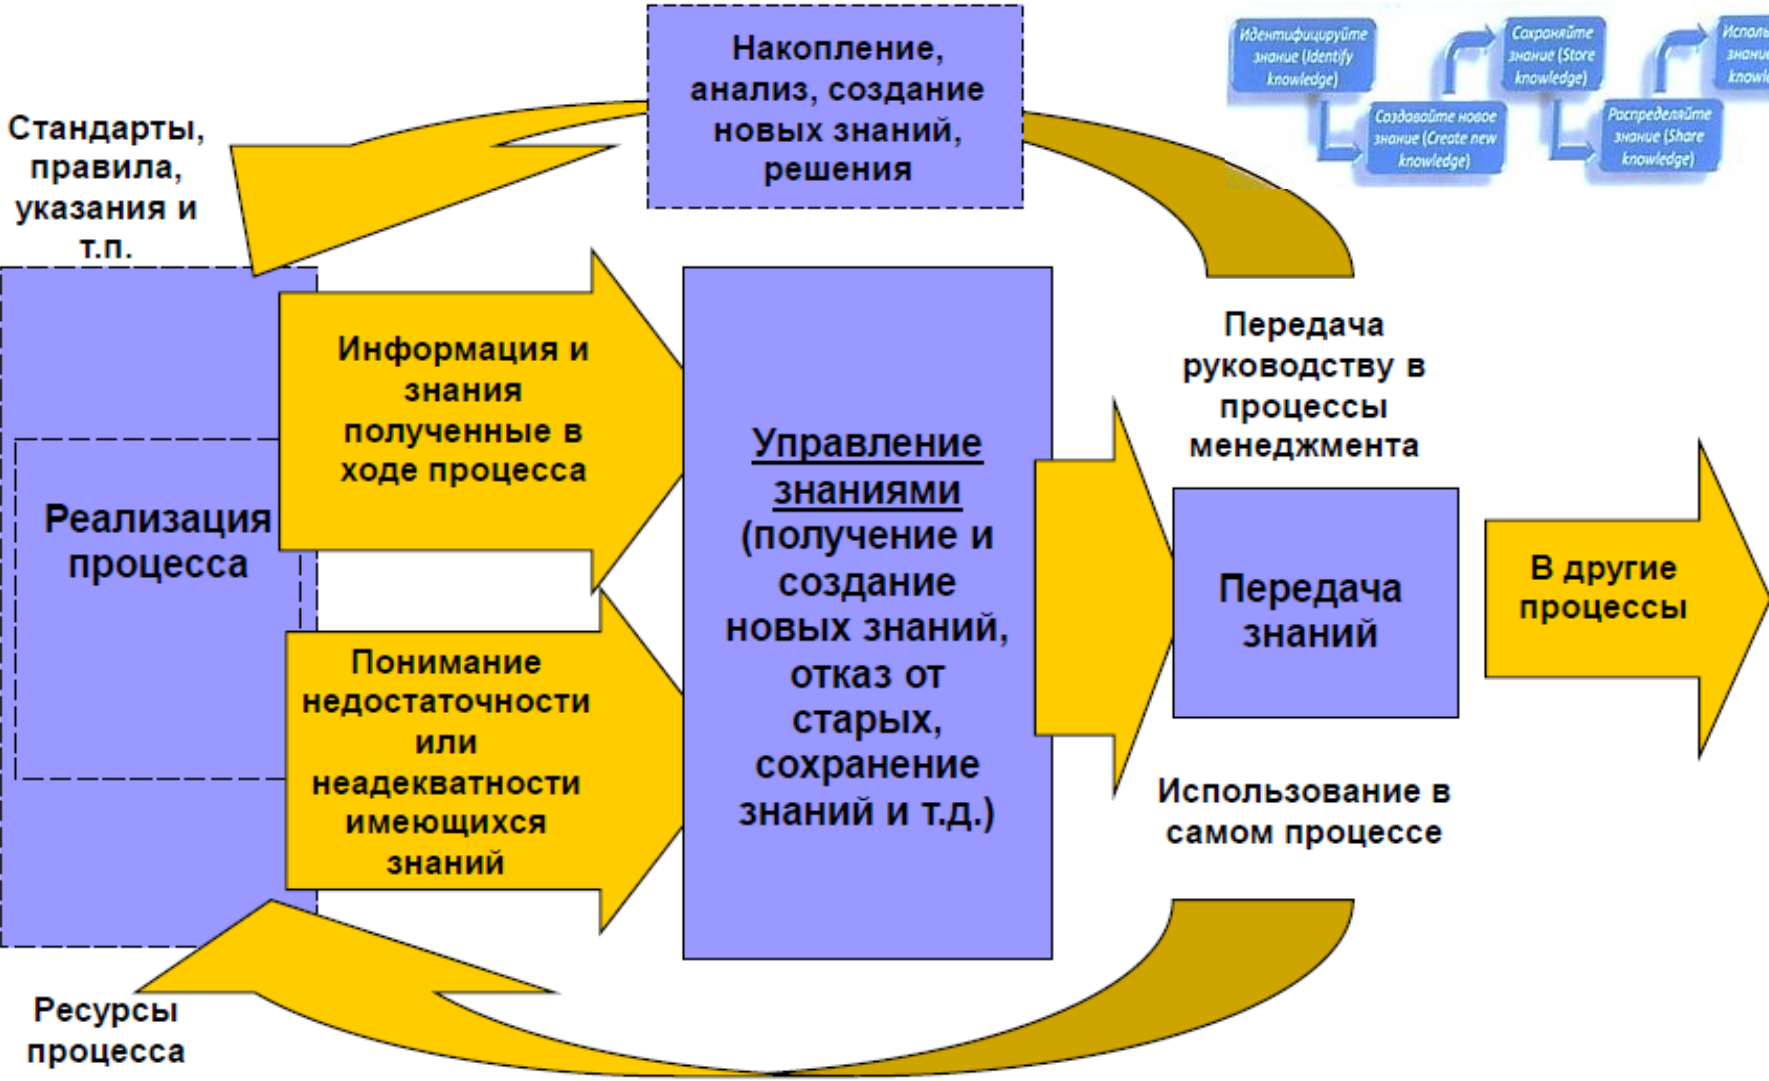 Накопление,
анализ, создание
новых знаний,
решения
Идентифицируйте
знание (Identify
knowledge)
Создавайте новое
знание (Create new
knowledge)
Сохраняйте
знание (Store
knowledge)
Распределяйте
знание (Share
knowledge)
знание
Стандарты,
правила,
указания и
т.п.
Реализация
процесса
Информация и
знания
полученные в
ходе процесса
Понимание
недостаточности
или
неадекватности
имеющихся
знаний
Управление
знаниями
(получение и
создание
новых знаний,
отказ от
старых,
сохранение
знаний и т.д.)
Передача
руководству в
процессы
менеджмента
Передача
знаний
В другие
процессы
Использование в
самом процессе
Ресурсы
процесса